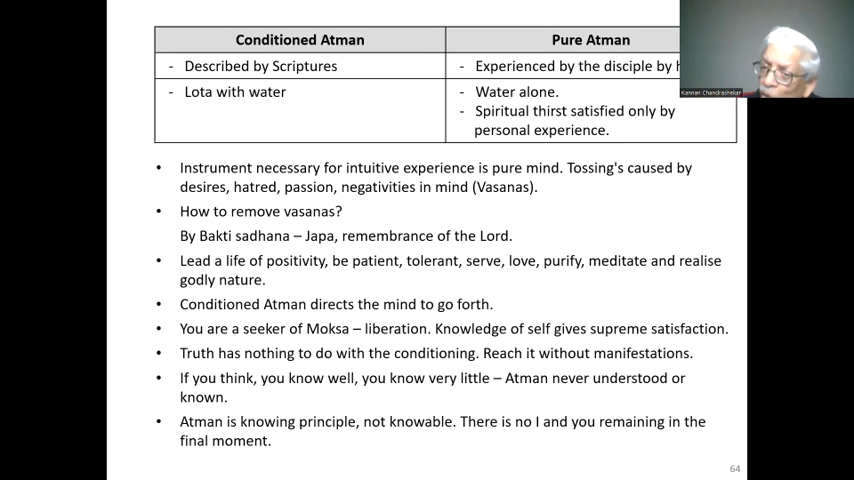 Conditioned Atman
Pure Atman
- Described by Scriptures
- Experienced by the disciple by
- Lota with water
- Water alone.
- Spiritual thirst satisfied only by
personal experience.
Kannan Chandrashekar
• Instrument necessary for intuitive experience is pure mind. Tossing's caused by
desires, hatred, passion, negativities in mind (Vasanas).
• How to remove vasanas?
By Bakti sadhana – Japa, remembrance of the Lord.
• Lead a life of positivity, be patient, tolerant, serve, love, purify, meditate and realise
godly nature.
• Conditioned Atman directs the mind to go forth.
• You are a seeker of Moksa – liberation. Knowledge of self gives supreme satisfaction.
• Truth has nothing to do with the conditioning. Reach it without manifestations.
• If you think, you know well, you know very little – Atman never understood or
known.
• Atman is knowing principle, not knowable. There is no I and you remaining in the
final moment.
64